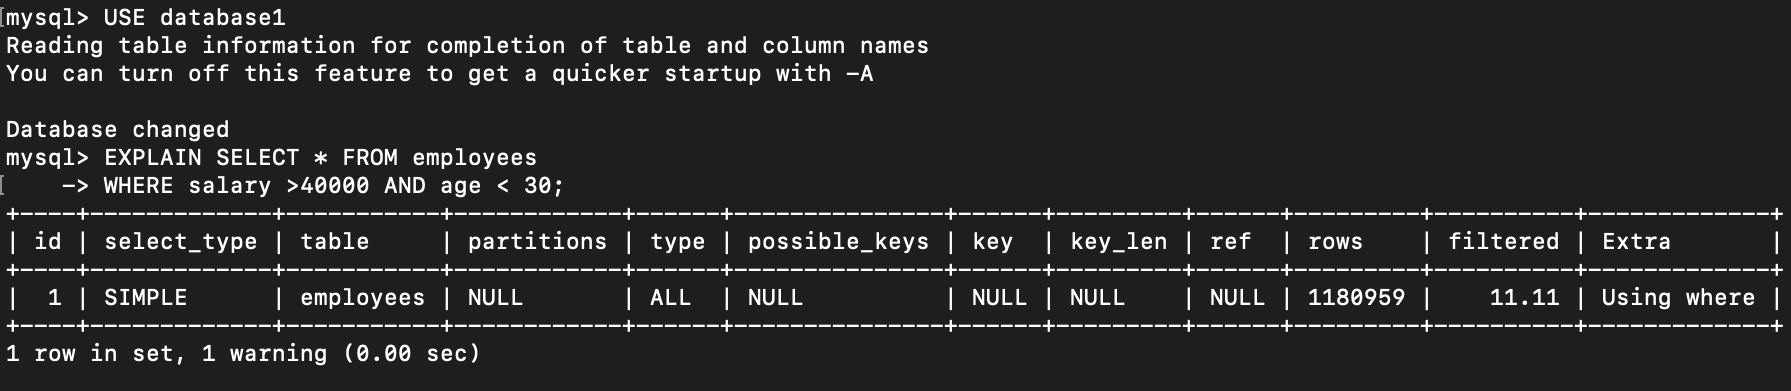 mysql> USE database1
Reading table information for completion of table and column names
You can turn off this feature to get a quicker startup with -A
Database changed
mysql> EXPLAIN SELECT * FROM employees
    -> WHERE salary >40000 AND age < 30;
+----+-------------+-----------+------------+------+---------------+------+---------+------+---------+----------+-------------+
| id | select_type | table     | partitions | type | possible_keys | key  | key_len | ref  | rows    | filtered | Extra       |
+----+-------------+-----------+------------+------+---------------+------+---------+------+---------+----------+-------------+
|  1 | SIMPLE      | employees | NULL       | ALL  | NULL          | NULL | NULL    | NULL | 1180959 |    11.11 | Using where |
+----+-------------+-----------+------------+------+---------------+------+---------+------+---------+----------+-------------+
1 row in set, 1 warning (0.00 sec)